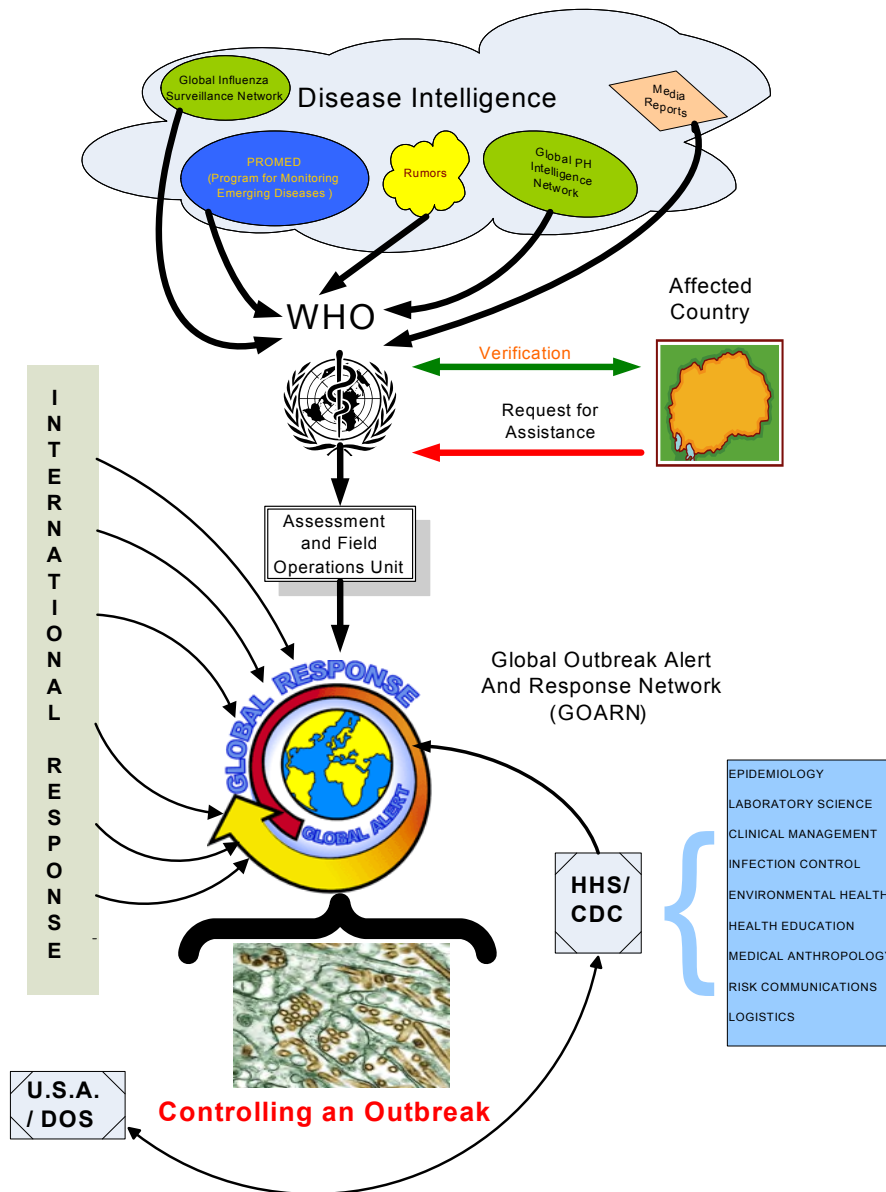 Global Influenza
Surveillance Network
Disease Intelligence
Media
Reports
PROMED
(Program for Monitoring
Emerging Diseases )
Rumors
Global PH
Intelligence
Network
WHO
Affected
Country
Verification
Request for
Assistance
INTERNATIONAL RESPONSE
Assessment
and Field
Operations Unit
Global Outbreak Alert
And Response Network
(GOARN)
GLOBAL RESPONSE
GLOBAL ALERT
HHS/
CDC
EPIDEMIOLOGY
LABORATORY SCIENCE
CLINICAL MANAGEMENT
INFECTION CONTROL
ENVIRONMENTAL HEALTH
HEALTH EDUCATION
MEDICAL ANTHROPOLOGY
RISK COMMUNICATIONS
LOGISTICS
U.S.A.
/ DOS
Controlling an Outbreak